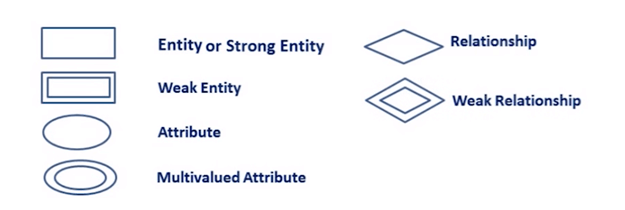 Entity or Strong Entity
Weak Entity
Attribute
Multivalued Attribute
Relationship
Weak Relationship